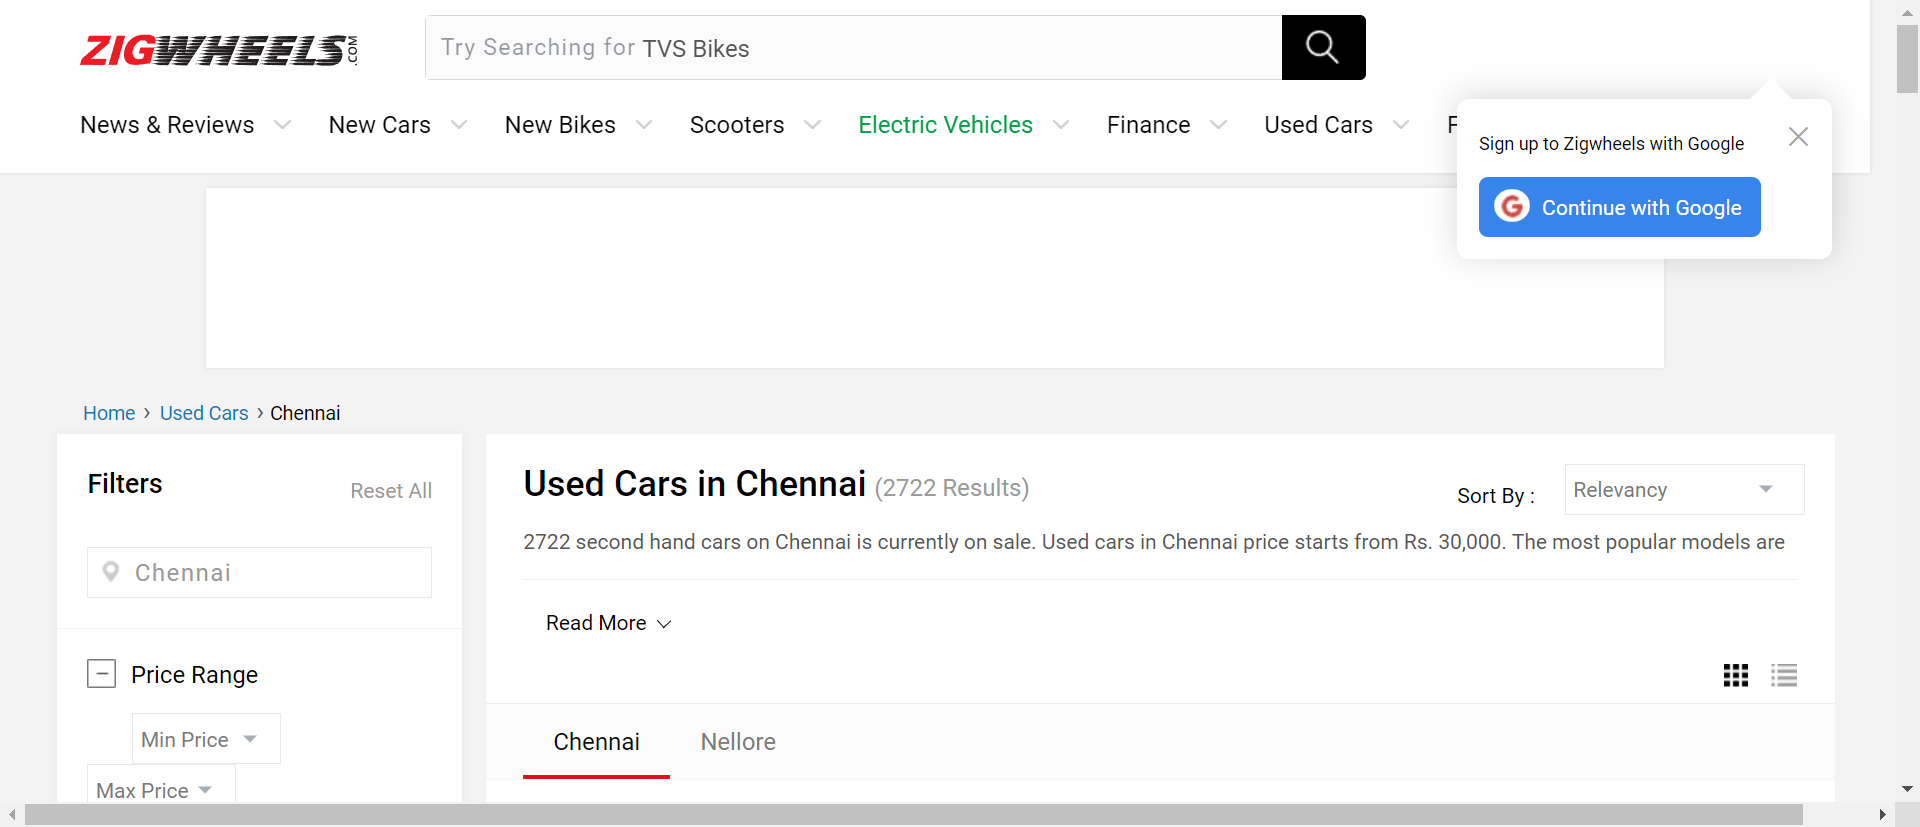 ZIGWHEELS.COM
Try Searching for TVS Bikes
News & Reviews New Cars New Bikes Scooters Electric Vehicles Finance Used Cars
Sign up to Zigwheels with Google
Continue with Google
Home › Used Cars › Chennai
Filters
Reset All
Chennai
Price Range
Min Price
Max Price
Used Cars in Chennai (2722 Results)
Sort By :
Relevancy
2722 second hand cars on Chennai is currently on sale. Used cars in Chennai price starts from Rs. 30,000. The most popular models are
Read More
Chennai Nellore